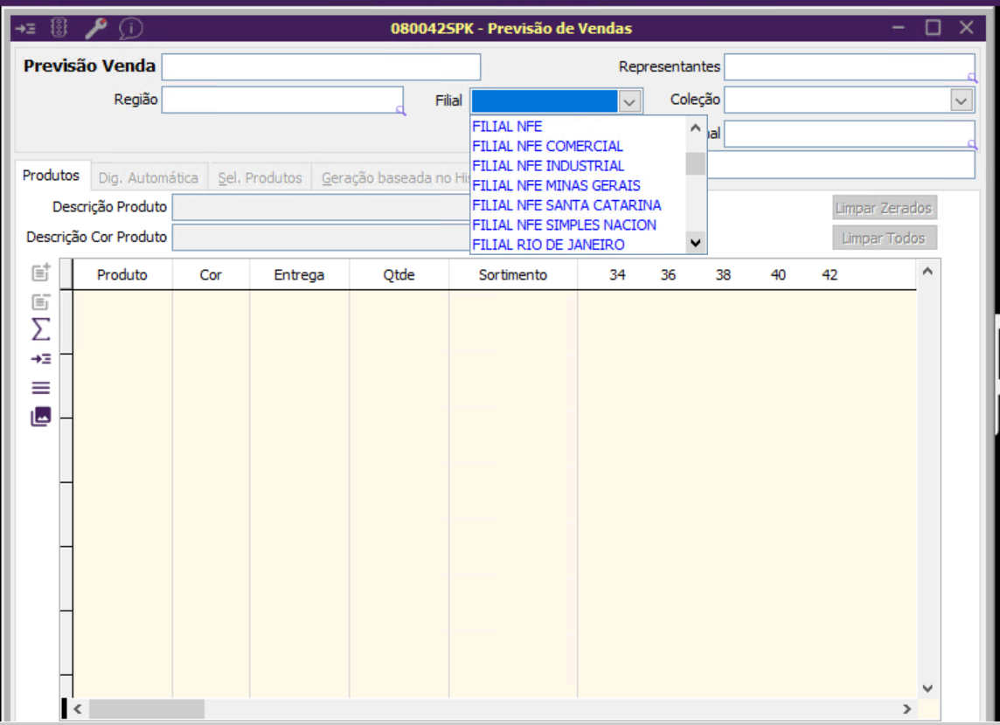 080042SPK - Previsão de Vendas
Previsão Venda
Representantes
Região
Filial
Coleção
FILIAL NFE
FILIAL NFE COMERCIAL
FILIAL NFE INDUSTRIAL
FILIAL NFE MINAS GERAIS
FILIAL NFE SANTA CATARINA
FILIAL NFE SIMPLES NACION
FILIAL RIO DE JANEIRO
Produtos
Dig. Automática
Sel. Produtos
Geração baseada no
Descrição Produto
Limpar Zerados
Descrição Cor Produto
Limpar Todos
Produto Cor Entrega Qtde Sortimento 34 36 38 40 42